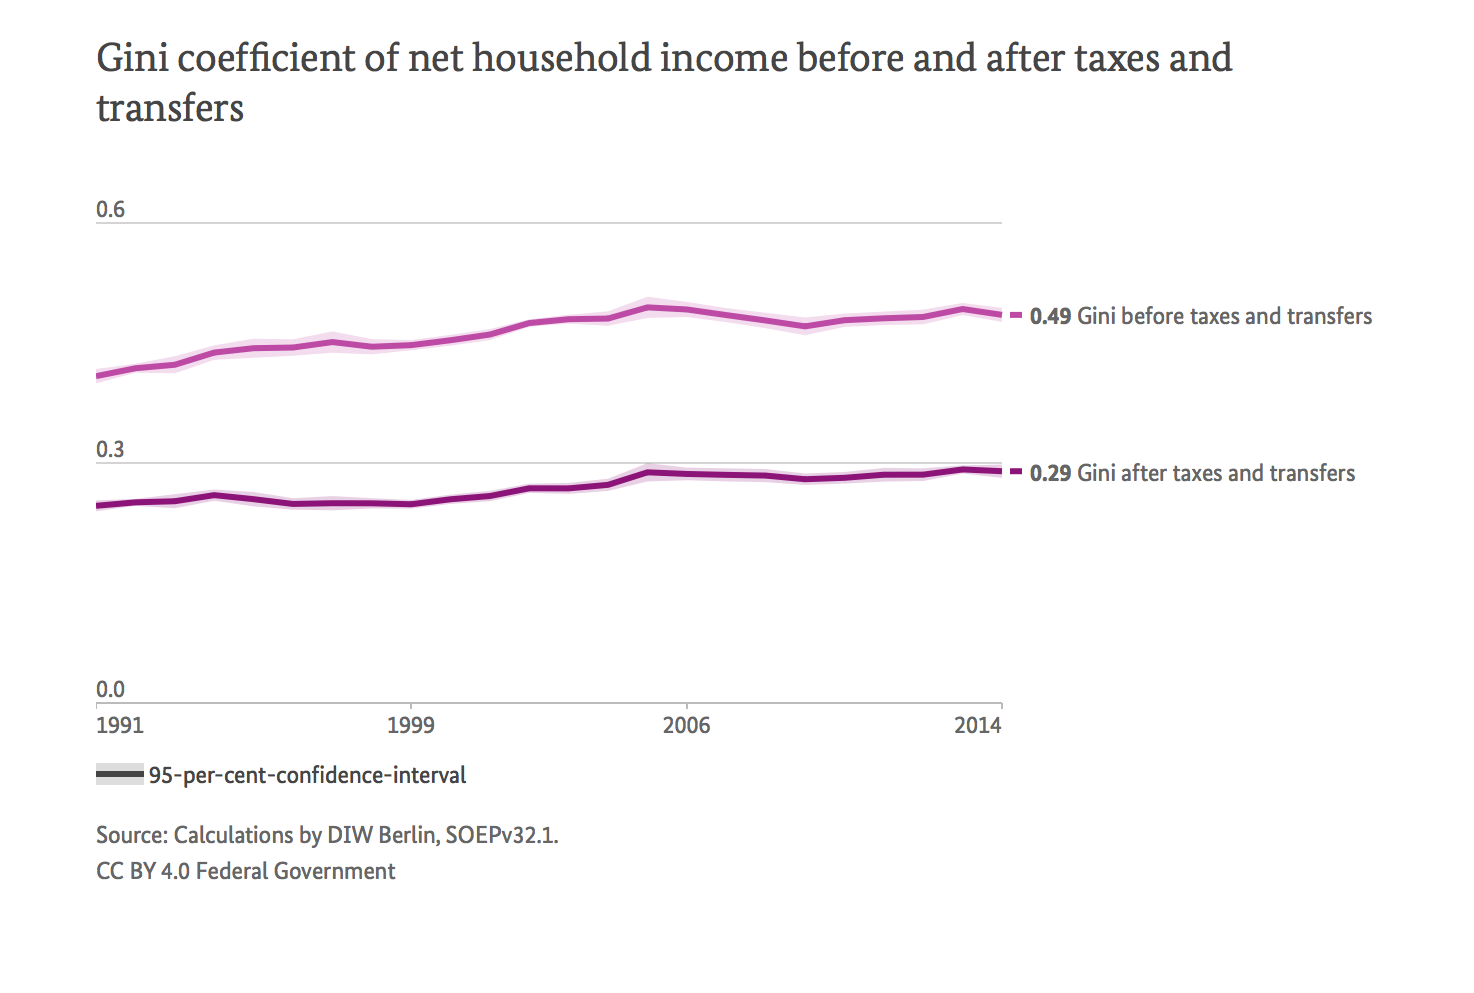 Gini coefficient of net household income before and after taxes and
transfers
0.6
0.49 Gini before taxes and transfers
0.3
0.29 Gini after taxes and transfers
0.0
1991 1999 2006 2014
95-per-cent-confidence-interval
Source: Calculations by DIW Berlin, SOEPv32.1.
CC BY 4.0 Federal Government